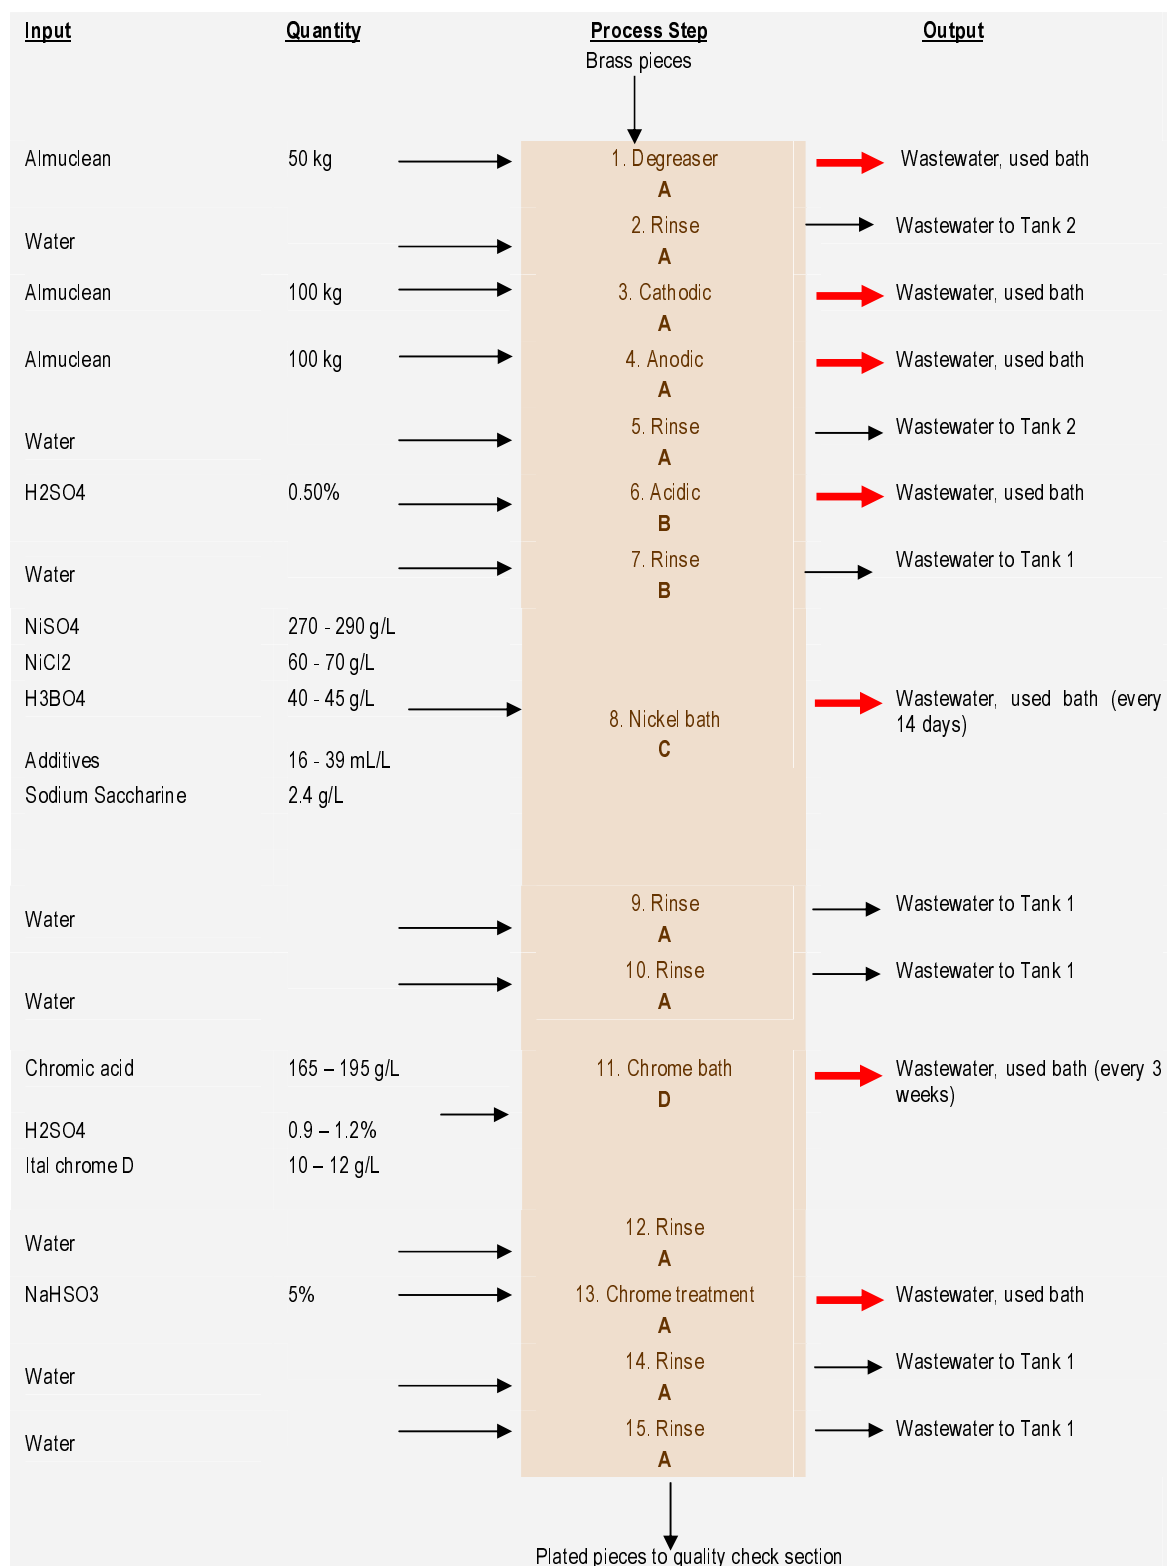 Input Quantity Process Step Output
Brass pieces
Almuclean 50 kg 1. Degreaser Wastewater, used bath
A
Water 2. Rinse Wastewater to Tank 2
A
Almuclean 100 kg 3. Cathodic Wastewater, used bath
A
Almuclean 100 kg 4. Anodic Wastewater, used bath
A
Water 5. Rinse Wastewater to Tank 2
A
H2SO4 0.50% 6. Acidic Wastewater, used bath
B
Water 7. Rinse Wastewater to Tank 1
B
NiSO4 270 - 290 g/L
NiCl2 60 - 70 g/L
H3BO4 40 - 45 g/L Wastewater, used bath (every
8. Nickel bath 14 days)
C
Additives 16 - 39 mL/L
Sodium Saccharine 2.4 g/L
Water 9. Rinse Wastewater to Tank 1
A
Water 10. Rinse Wastewater to Tank 1
A
Chromic acid 165 – 195 g/L 11. Chrome bath Wastewater, used bath (every 3
D weeks)
H2SO4 0.9 – 1.2%
Ital chrome D 10 – 12 g/L
Water 12. Rinse
A
NaHSO3 5% 13. Chrome treatment Wastewater, used bath
A
Water 14. Rinse Wastewater to Tank 1
A
Water 15. Rinse Wastewater to Tank 1
A
Plated pieces to quality check section